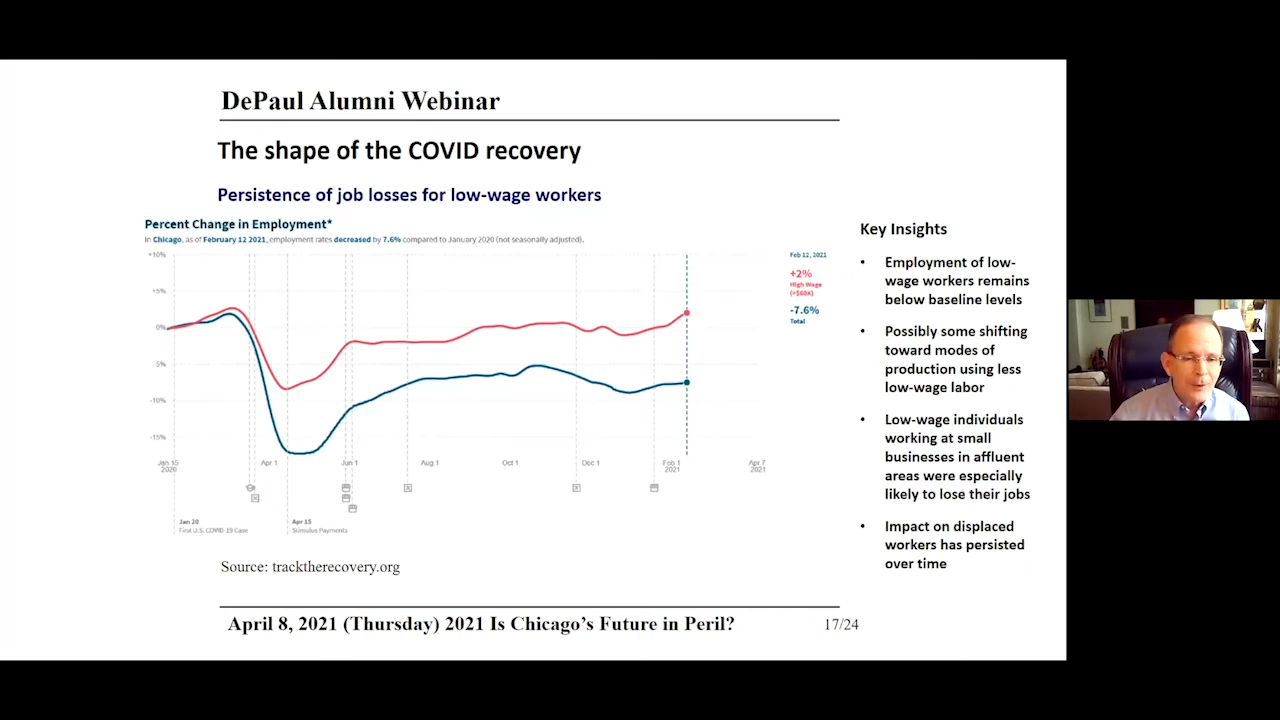 DePaul Alumni Webinar
The shape of the COVID recovery
Persistence of job losses for low-wage workers
Percent Change in Employment*
In Chicago, as of February 12 2021, employment rates decreased by 7.6% compared to January 2020 (not seasonally adjusted).
+10%
+5%
0%
-5%
-10%
-15%
Jan 15
2020
Apr 1
Jun 1
Aug 1
Oct 1
Dec 1
Feb 1
2021
Apr 7
2021
Jan 20
First U.S. COVID-19 Case
Apr 15
Stimulus Payments
Feb 12, 2021
+2%
High Wage
(>$60K)
-7.6%
Total
Key Insights
• Employment of low-
wage workers remains
below baseline levels
• Possibly some shifting
toward modes of
production using less
low-wage labor
• Low-wage individuals
working at small
businesses in affluent
areas were especially
likely to lose their jobs
• Impact on displaced
workers has persisted
over time
Source: tracktherecovery.org
April 8, 2021 (Thursday) 2021 Is Chicago's Future in Peril?
17/24